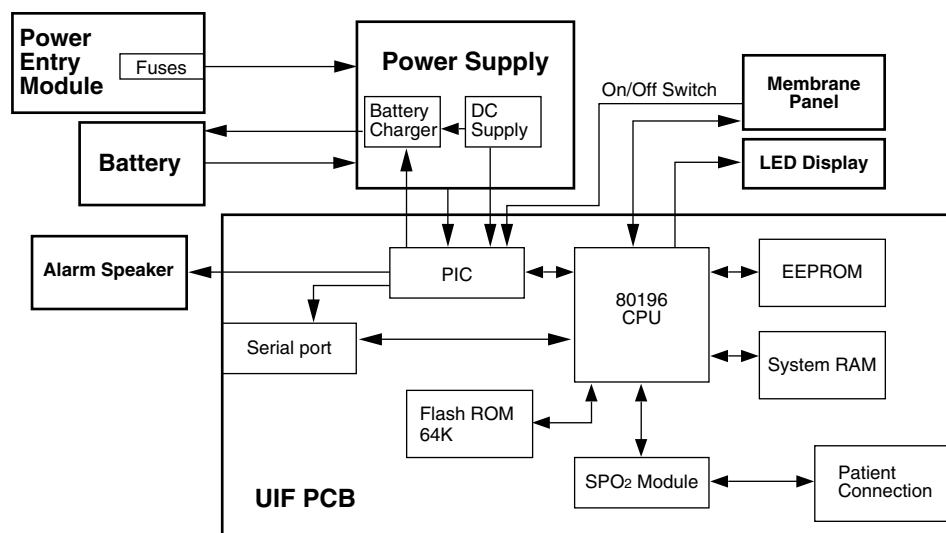 Power
Entry
Module
Fuses
Power Supply
Battery
Charger
DC
Supply
On/Off Switch
Membrane
Panel
Battery
LED Display
Alarm Speaker
PIC
80196
CPU
EEPROM
Serial port
System RAM
Flash ROM
64K
SPO2 Module
Patient
Connection
UIF PCB